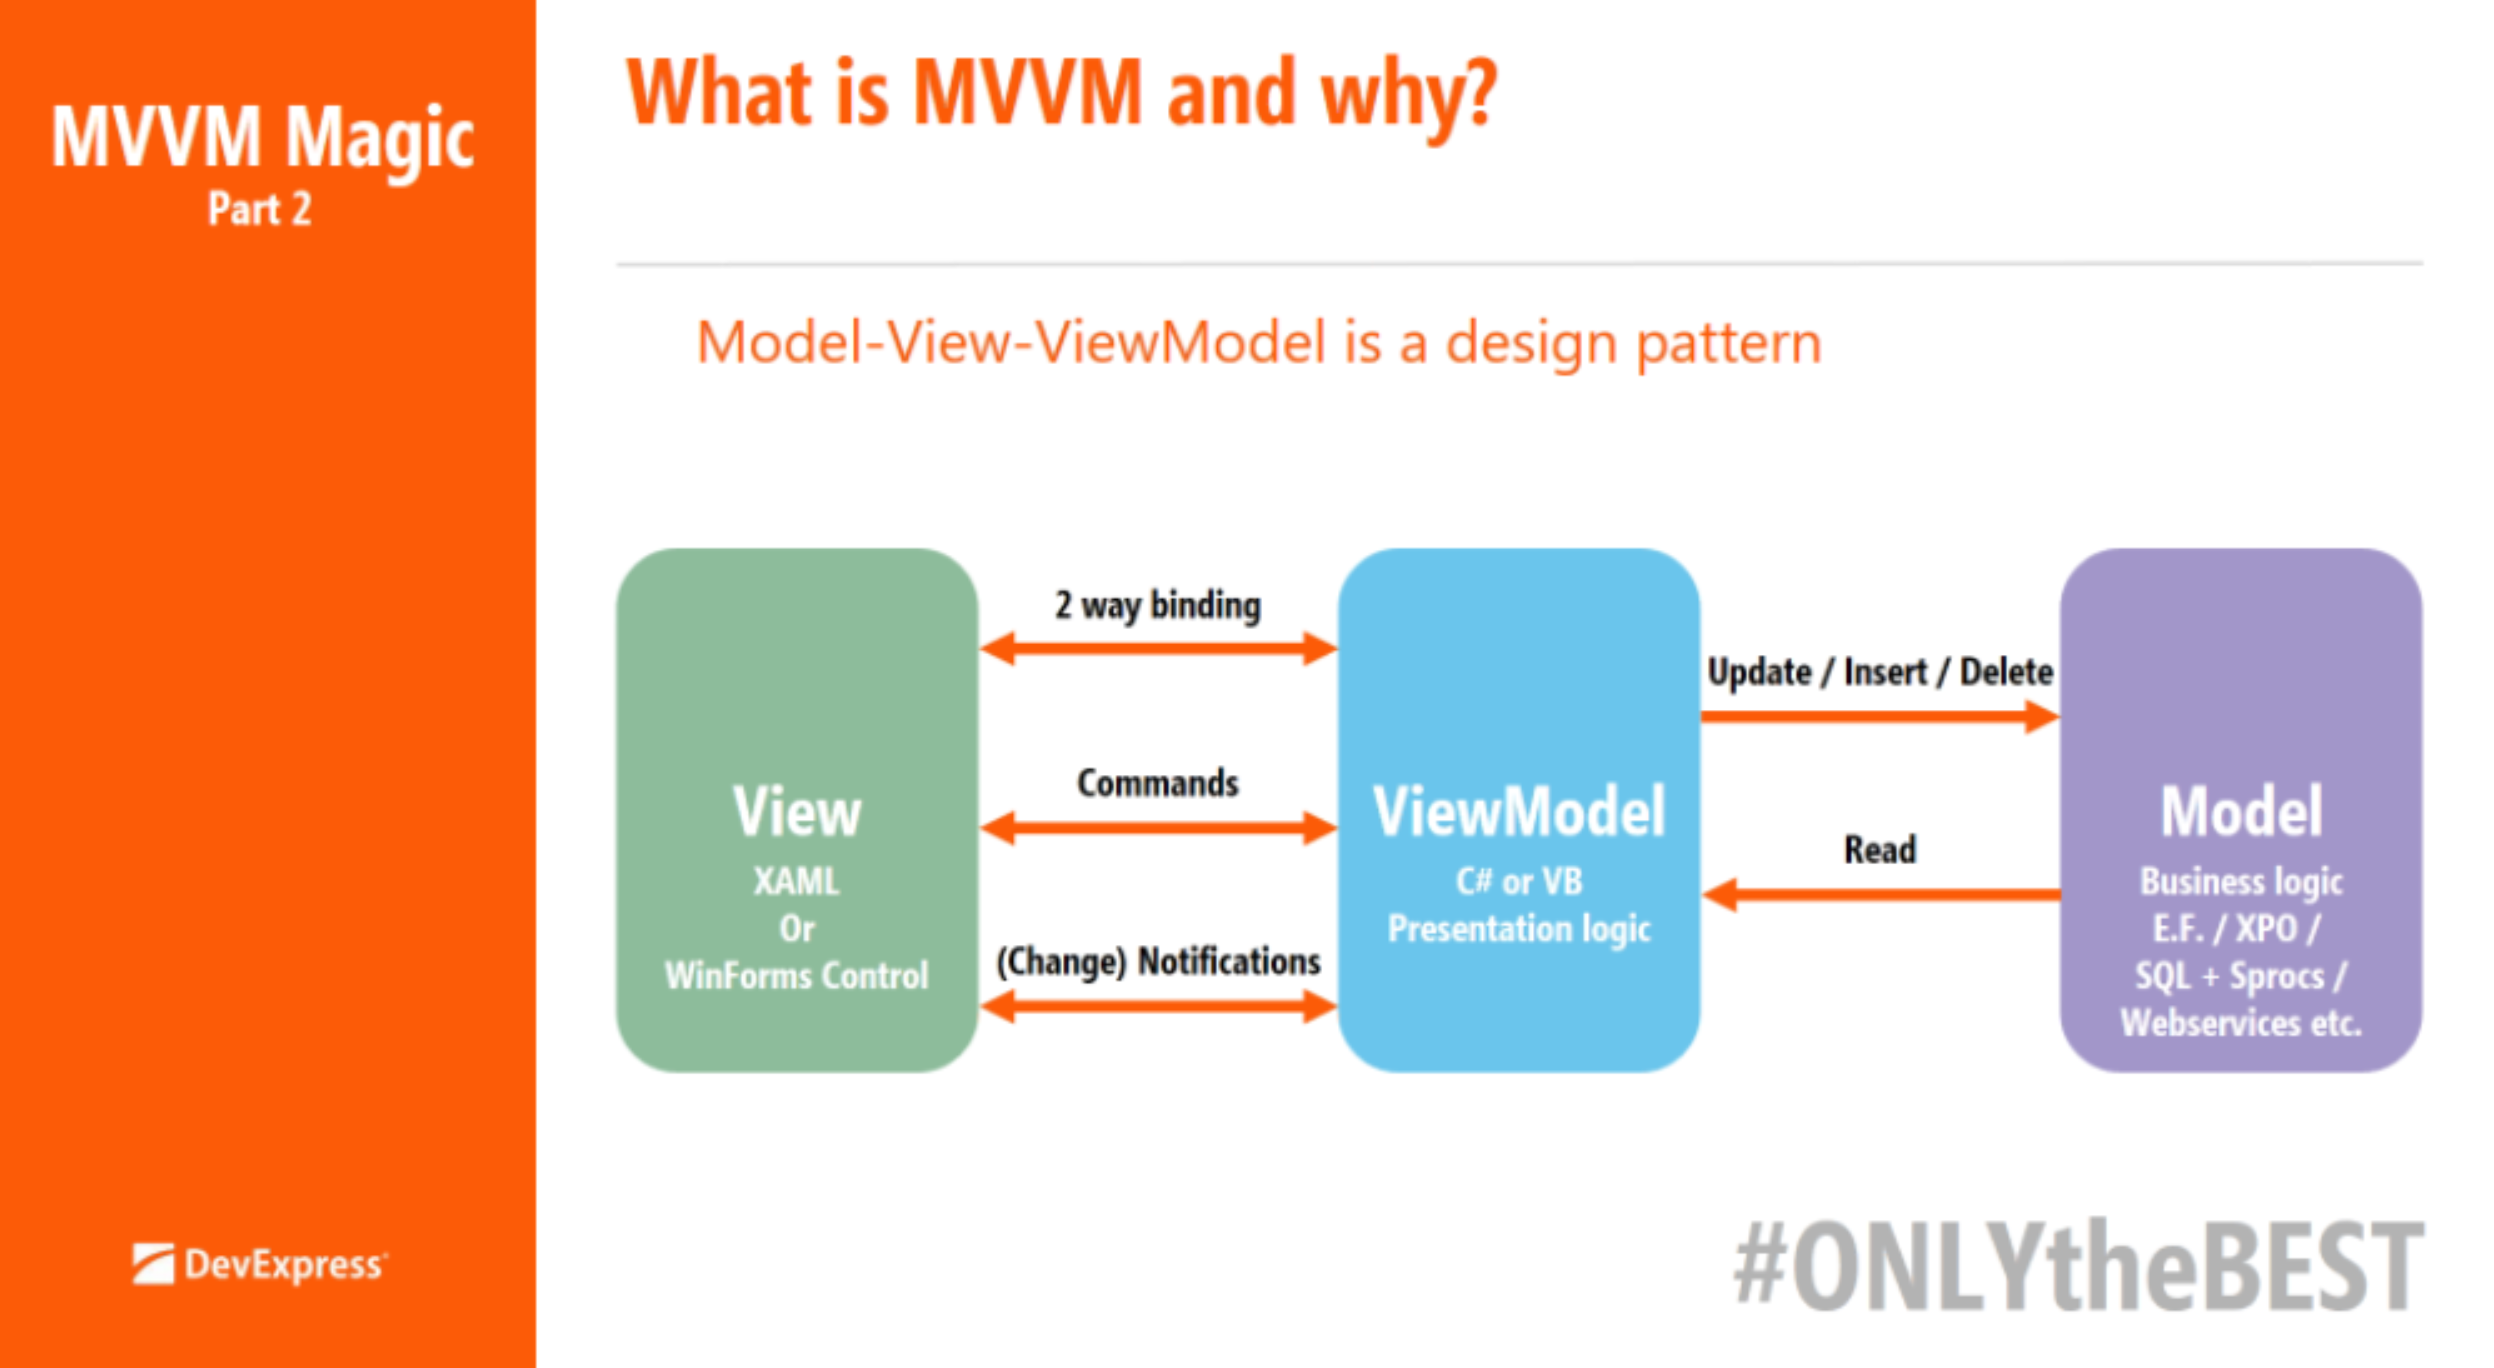 MVVM Magic
Part 2
What is MVVM and why?
Model-View-ViewModel is a design pattern
View
XAML
Or
WinForms Control
2 way binding
Commands
(Change) Notifications
ViewModel
C# or VB
Presentation logic
Update / Insert / Delete
Read
Model
Business logic
E.F. / XPO /
SQL + Sprocs /
Webservices etc.
DevExpress
#ONLYtheBEST